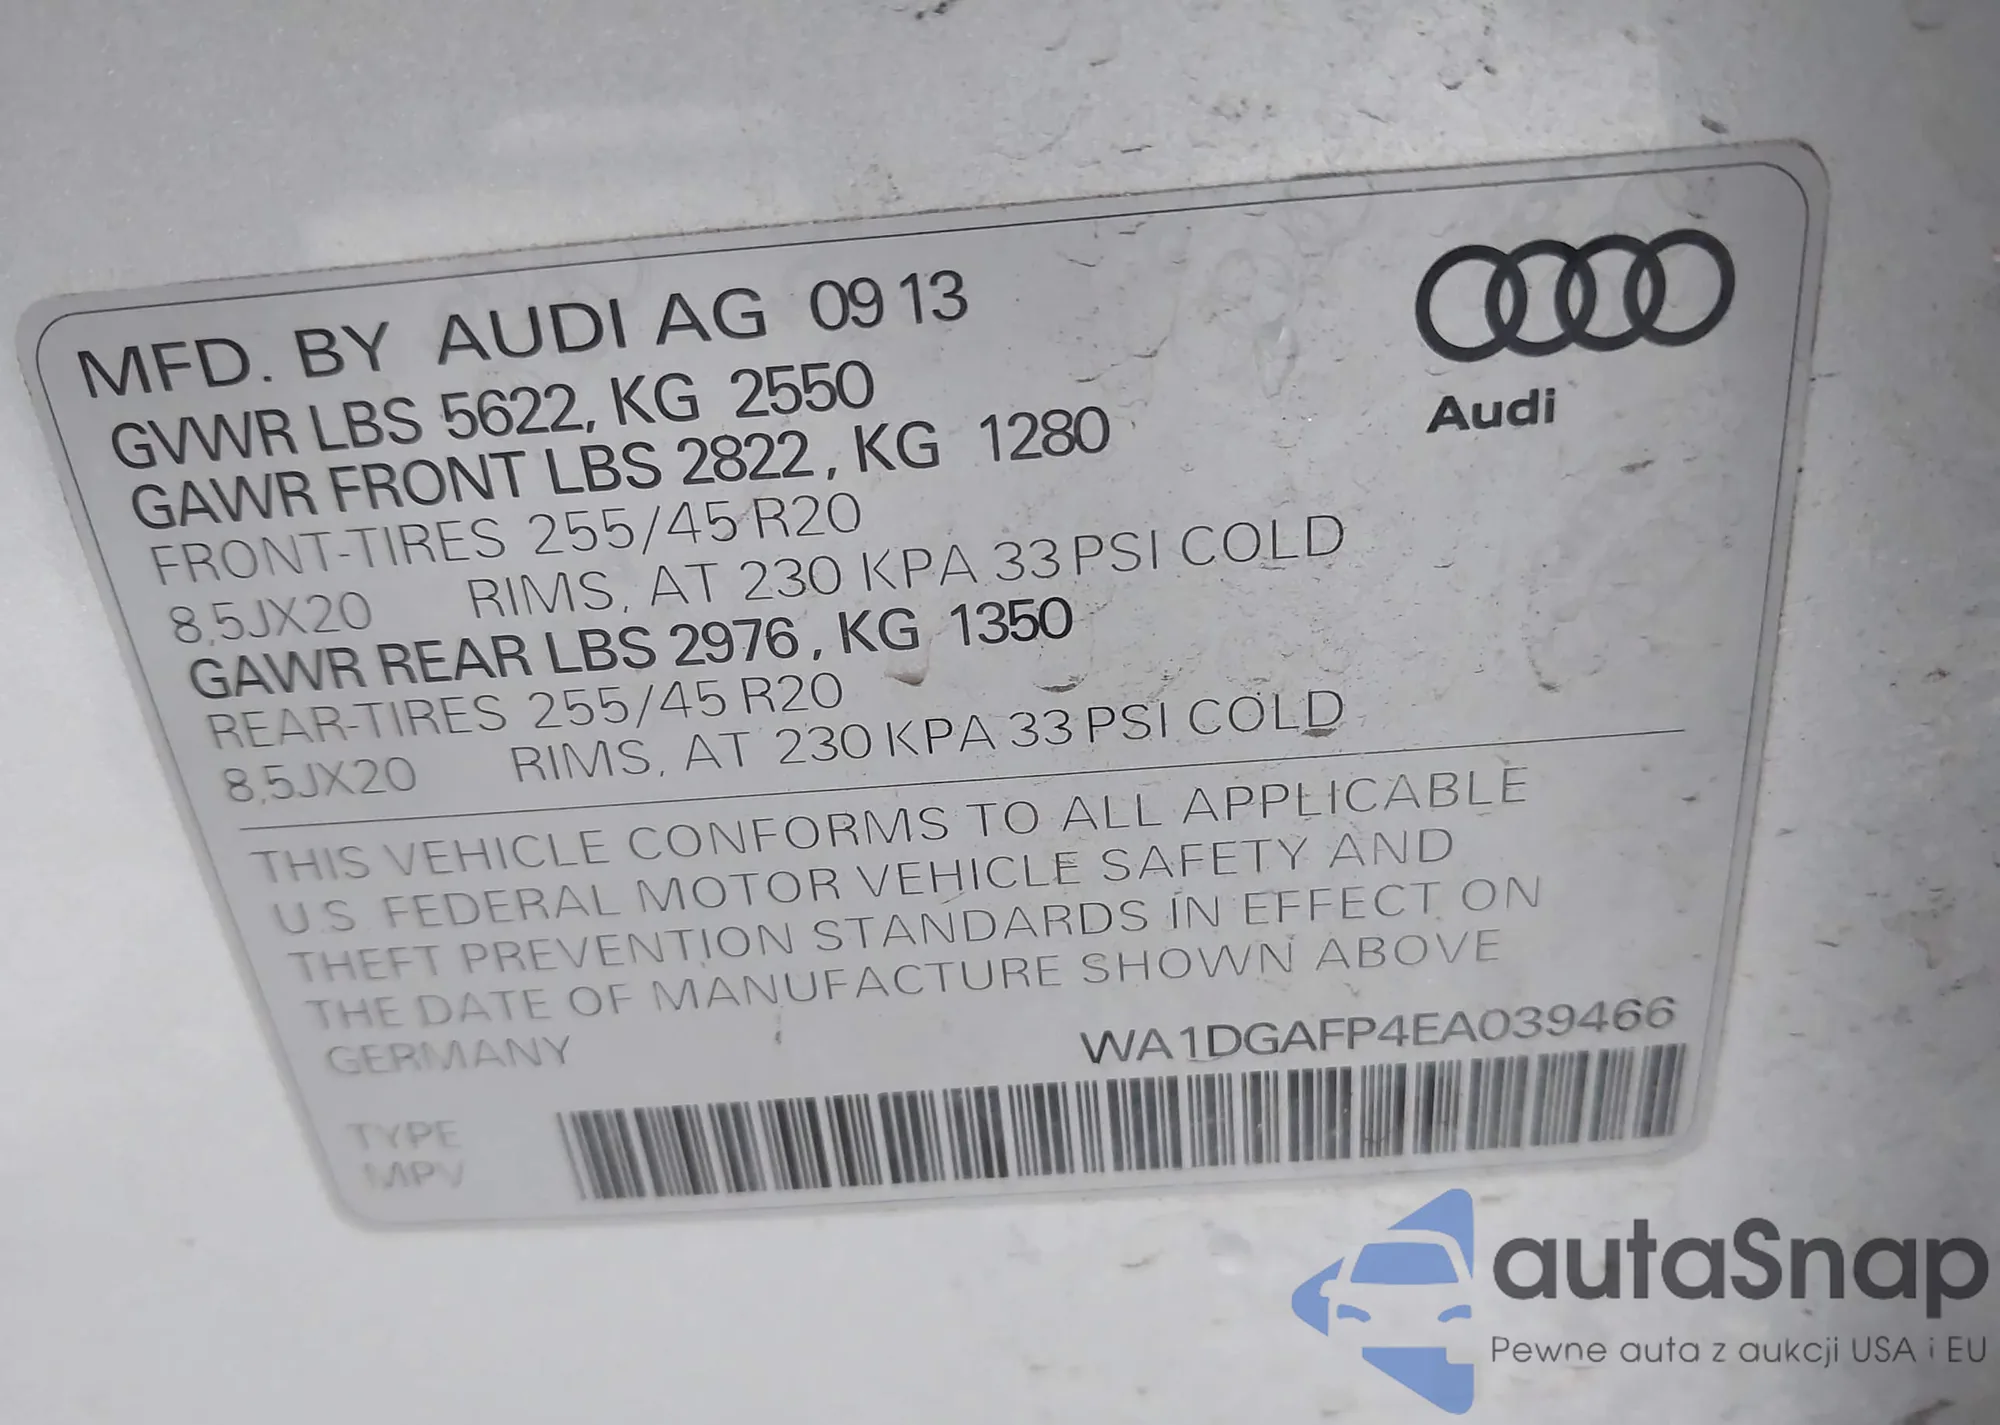 MFD. BY AUDI AG 09 13
GVWR LBS 5622, KG 2550
GAWR FRONT LBS 2822, KG 1280
FRONT-TIRES 255/45 R20
8,5JX20 RIMS, AT 230 KPA 33 PSI COLD
GAWR REAR LBS 2976, KG 1350
REAR-TIRES 255/45 R20
8,5JX20 RIMS, AT 230 KPA 33 PSI COLD
Audi
THIS VEHICLE CONFORMS TO ALL APPLICABLE
U.S FEDERAL MOTOR VEHICLE SAFETY AND
THEFT PREVENTION STANDARDS IN EFFECT ON
THE DATE OF MANUFACTURE SHOWN ABOVE
GERMANY WA1DGAFP4EA039466
TYPE
MPV
autaSnap
Pewne auta z aukcji USA i EU